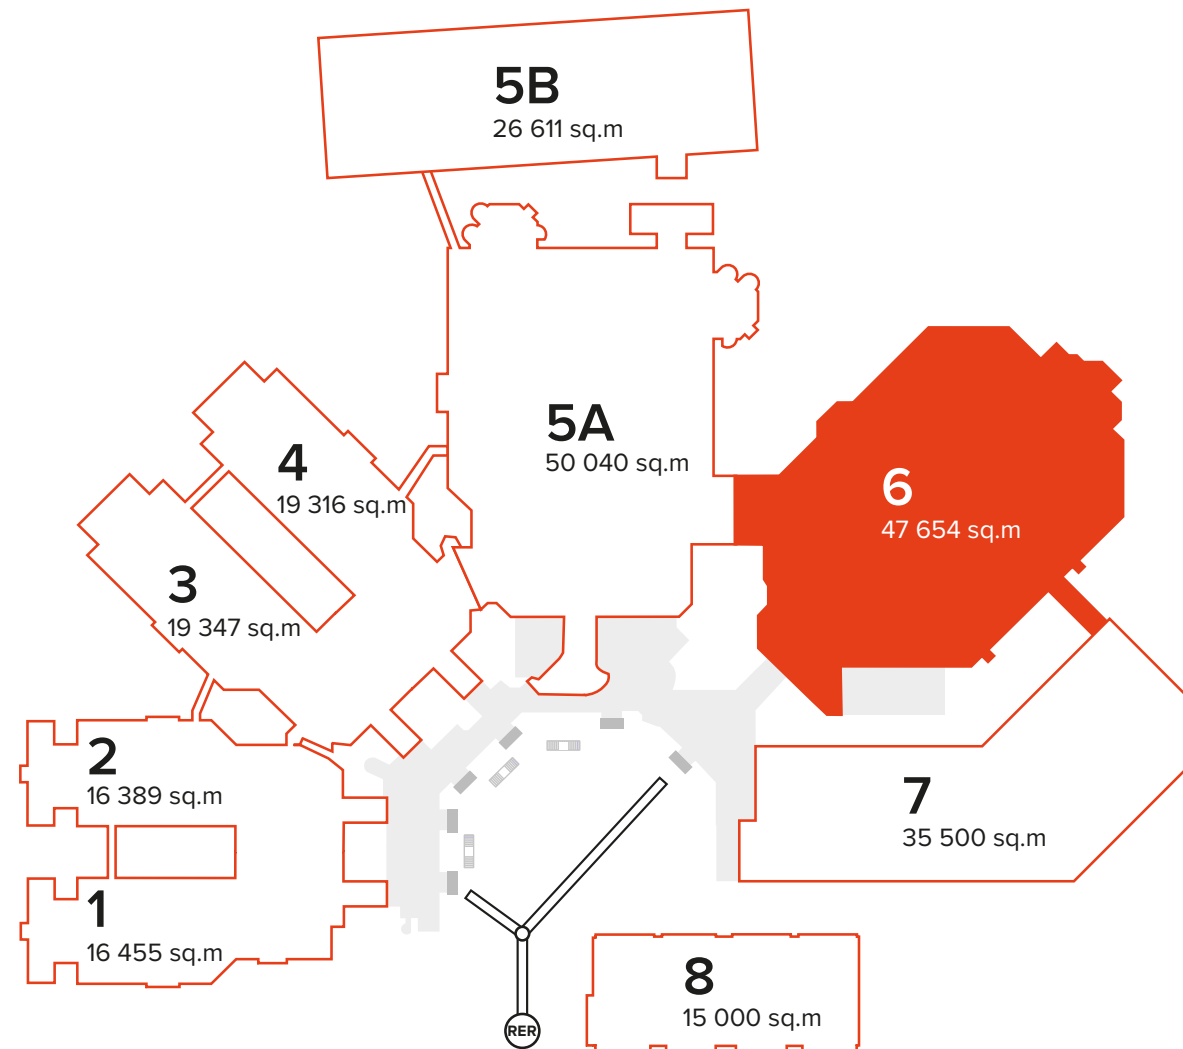 5B
26 611 sq.m
5A
50 040 sq.m
4
19 316 sq.m
6
47 654 sq.m
3
19 347 sq.m
2
16 389 sq.m
7
35 500 sq.m
1
16 455 sq.m
8
15 000 sq.m
RER